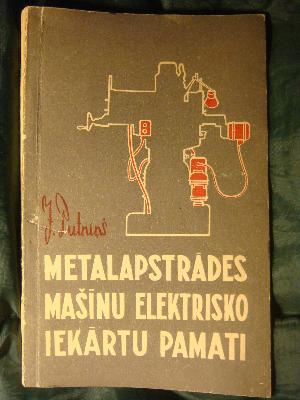 J. Putniņš
METALAPSTRĀDES
MAŠĪNU ELEKTRISKO
IEKĀRTU PAMATI